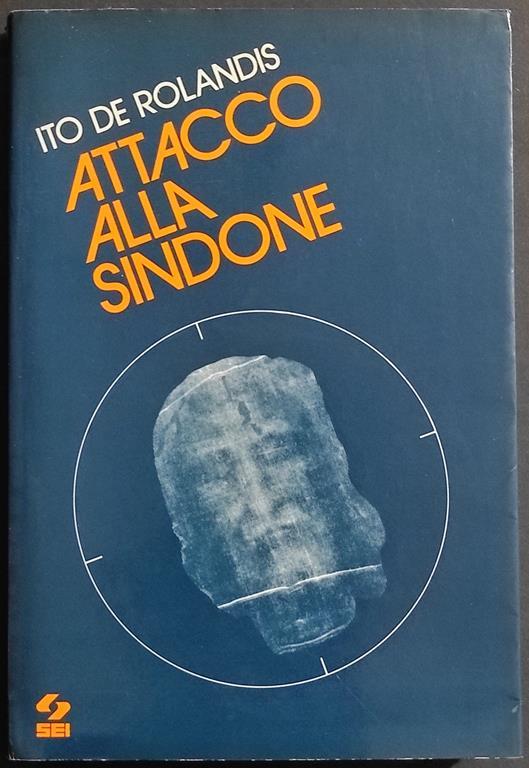 ITO DE ROLANDIS
ATTACCO
ALLA
SINDONE
SEI